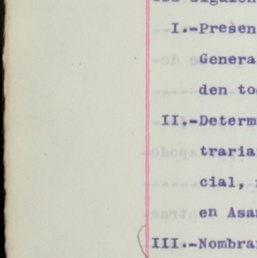 I.-Presen
Genera
den to
II.-Determ
traria
cial,
en Asa
III.-Nombra